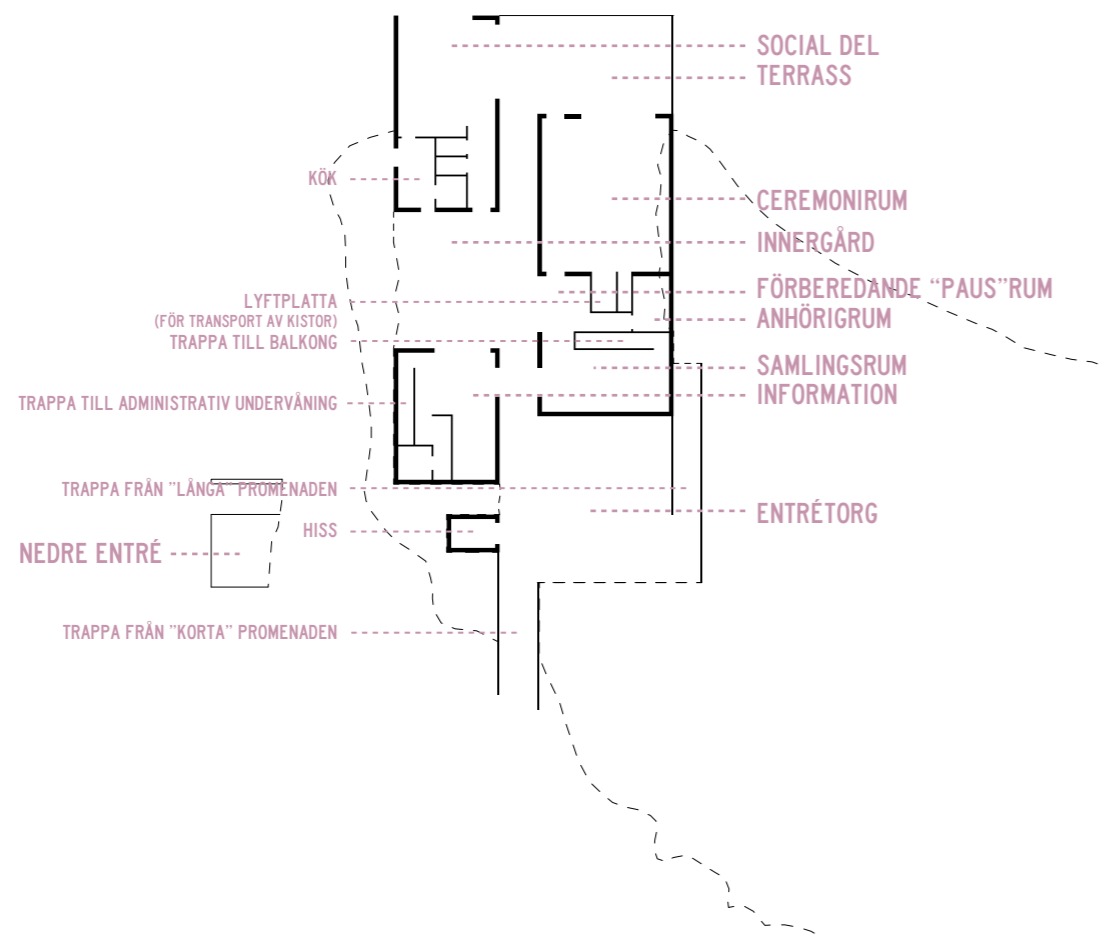 SOCIAL DEL
TERRASS
KÖK
CEREMONIRUM
INNERGÅRD
FÖRBEREDANDE “PAUS”RUM
LYFTPLATTA
(FÖR TRANSPORT AV KISTOR)
ANHÖRIGRUM
TRAPPA TILL BALKONG
SAMLINGSRUM
INFORMATION
TRAPPA TILL ADMINISTRATIV UNDERVÅNING
TRAPPA FRÅN ”LÅNGA” PROMENADEN
ENTRÉTORG
HISS
NEDRE ENTRÉ
TRAPPA FRÅN ”KORTA” PROMENADEN